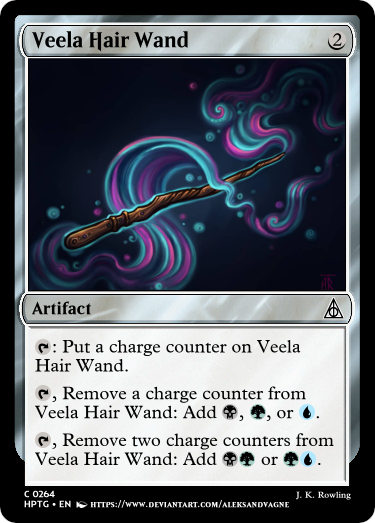 Veela Hair Wand 2
Artifact
: Put a charge counter on Veela
Hair Wand.
, Remove a charge counter from
Veela Hair Wand: Add , , or .
, Remove two charge counters from
Veela Hair Wand: Add or .
C 0264
J. K. Rowling
HPTG • EN HTTPS://WWW.DEVIANTART.COM/ALEKSANDVAGNE